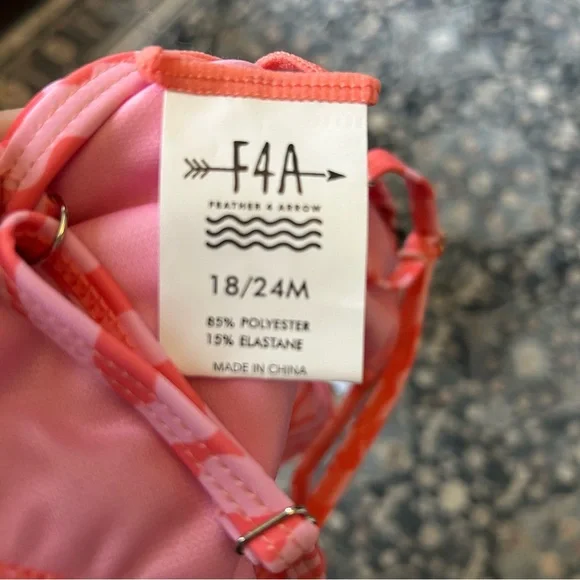 F4A
FEATHER 4 ARROW
18/24M
85% POLYESTER
15% ELASTANE
MADE IN CHINA